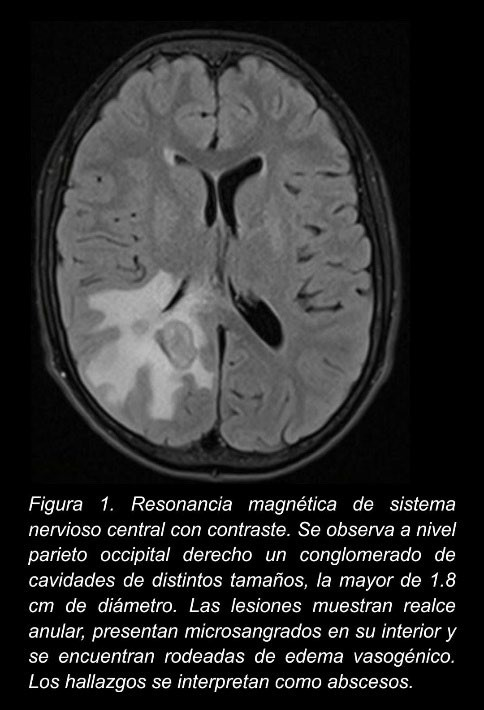 Figura 1. Resonancia magnética de sistema
nervioso central con contraste. Se observa a nivel
parieto occipital derecho un conglomerado de
cavidades de distintos tamaños, la mayor de 1.8
cm de diámetro. Las lesiones muestran realce
anular, presentan microsangrados en su interior y
se encuentran rodeadas de edema vasogénico.
Los hallazgos se interpretan como abscesos.